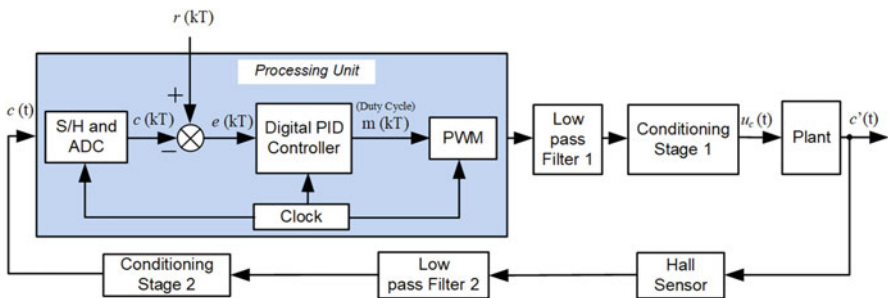 r (kT)
Processing Unit
c (t)
S/H and
ADC
c (kT)
+
−
e (kT)
Digital PID
Controller
(Duty Cycle)
m (kT)
PWM
Clock
Low
pass
Filter 1
Conditioning
Stage 1
u_c (t)
Plant
c’(t)
Conditioning
Stage 2
Low
pass Filter 2
Hall
Sensor